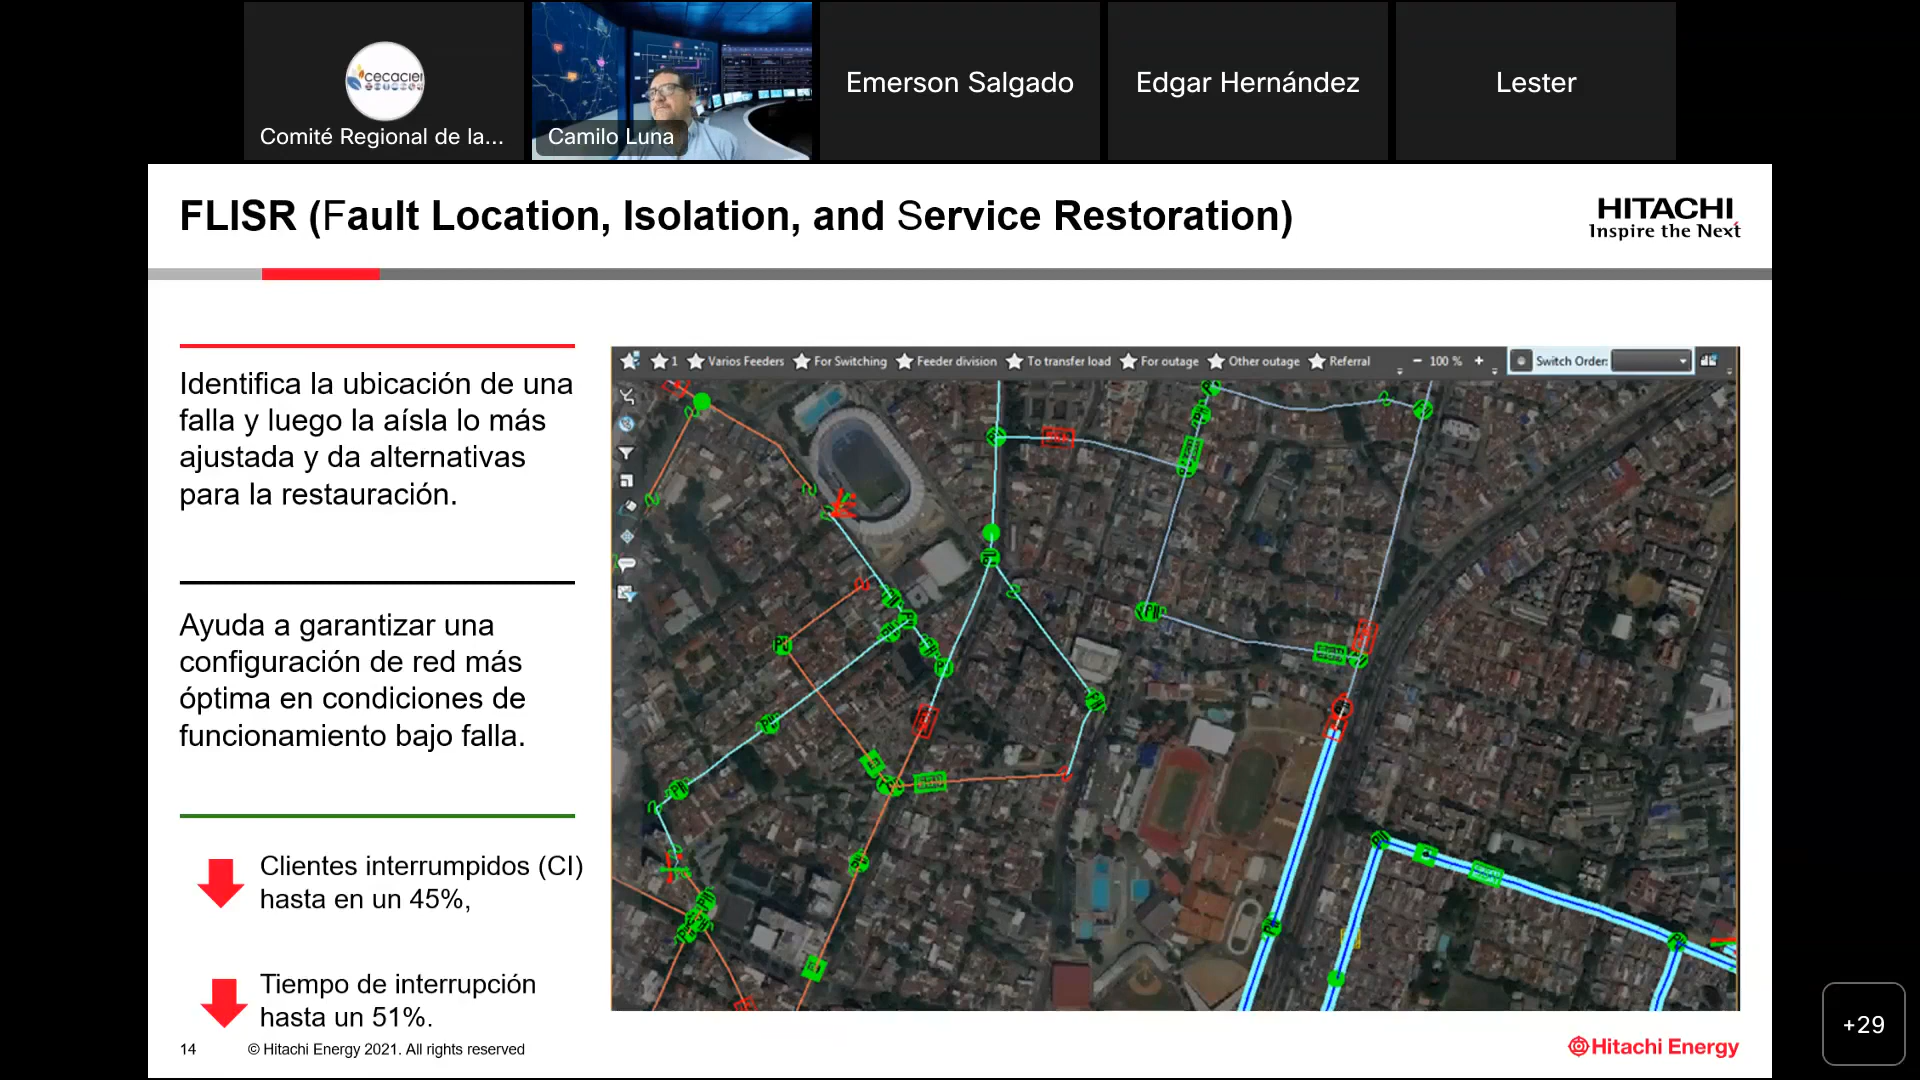 cecacier
Comité Regional de la...
Camilo Luna
Emerson Salgado
Edgar Hernández
Lester
FLISR (Fault Location, Isolation, and Service Restoration)
HITACHI
Inspire the Next
Identifica la ubicación de una
falla y luego la aísla lo más
ajustada y da alternativas
para la restauración.
Ayuda a garantizar una
configuración de red más
óptima en condiciones de
funcionamiento bajo falla.
Clientes interrumpidos (CI)
hasta en un 45%,
Tiempo de interrupción
hasta un 51%.
1 Varios Feeders For Switching Feeder division To transfer load For outage Other outage Referral - 100 % + Switch Order:
14 © Hitachi Energy 2021. All rights reserved
Hitachi Energy
+29